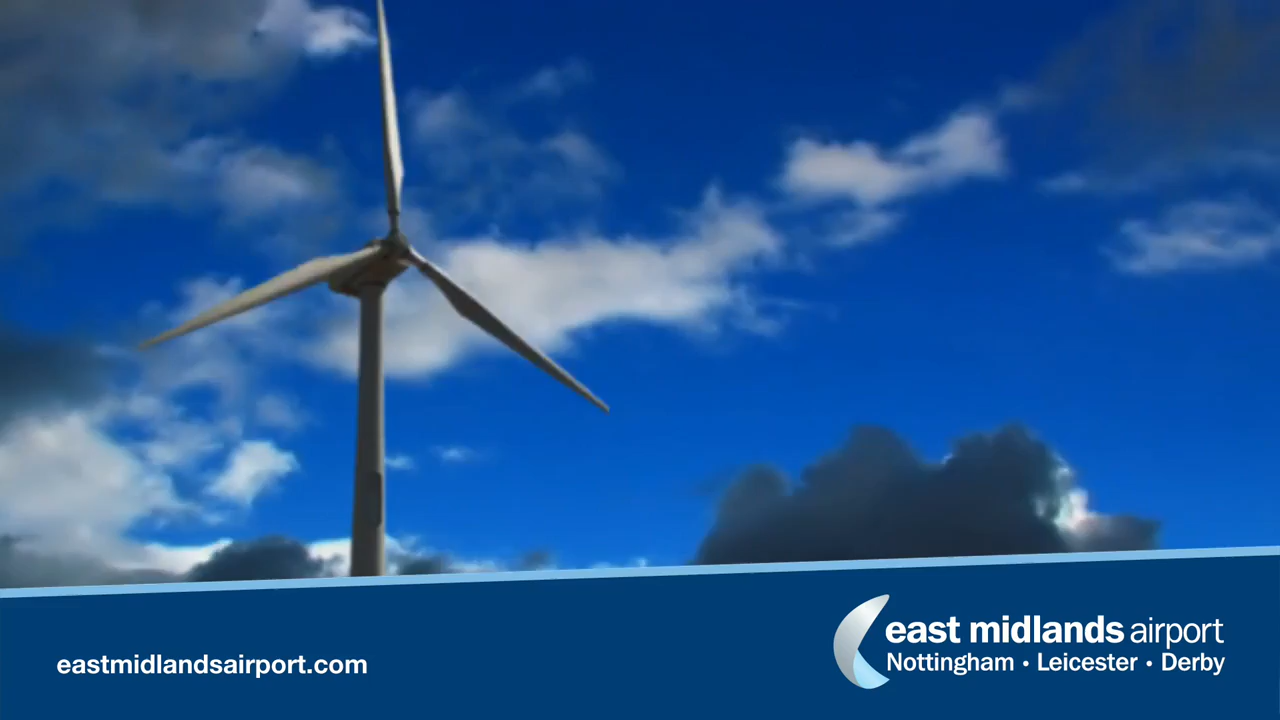 eastmidlandsairport.com
east midlands airport
Nottingham • Leicester • Derby